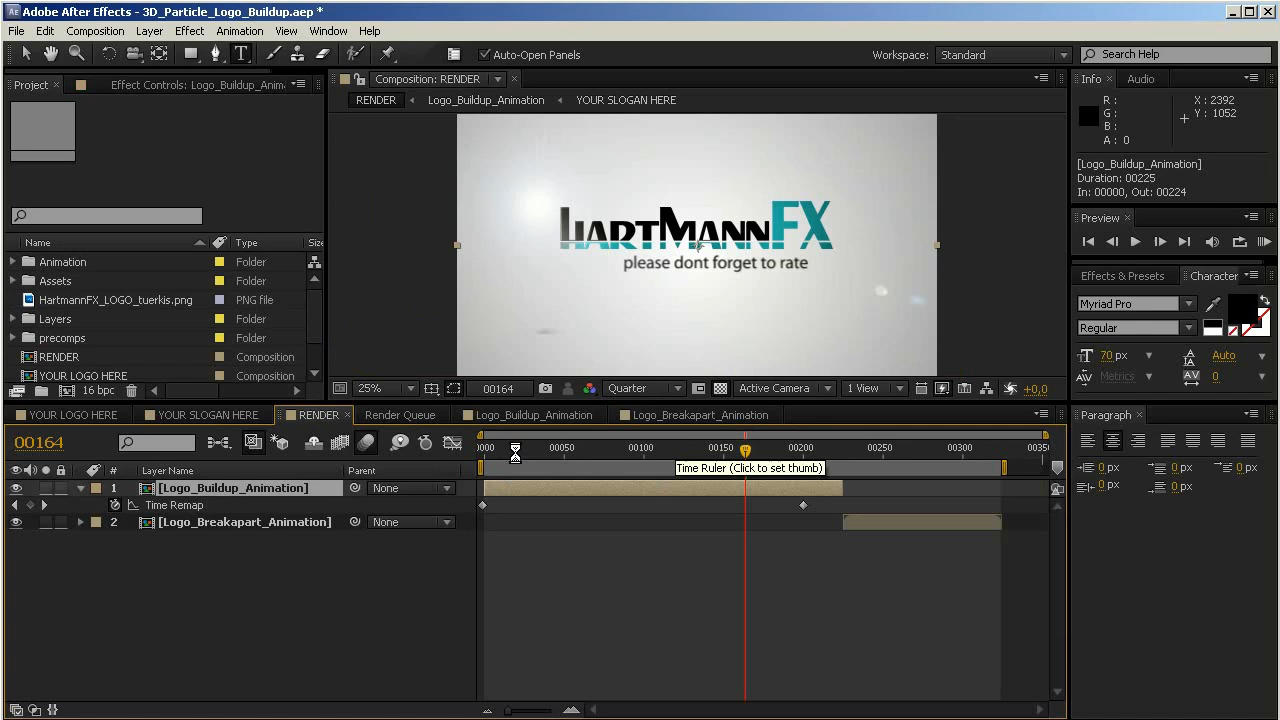 Adobe After Effects - 3D_Particle_Logo_Buildup.aep *
File Edit Composition Layer Effect Animation View Window Help
Auto-Open Panels
Workspace: Standard
Search Help
Project
Effect Controls: Logo_Buildup_Anim
Composition: RENDER
Info Audio
RENDER Logo_Buildup_Animation YOUR SLOGAN HERE
R :
G :
B :
A : 0
X : 2392
Y : 1052
[Logo_Buildup_Animation]
Duration: 00225
In: 00000, Out: 00224
HARTMANNFX
please dont forget to rate
Preview
Name Type Size
Animation Folder
Assets Folder
HartmannFX_LOGO_tuerkis.png PNG file
Layers Folder
precomps Folder
RENDER Composition
YOUR LOGO HERE Composition
16 bpc
Effects & Presets Character
Myriad Pro
Regular
70 px Auto
Metrics 0
25% 00164 Quarter Active Camera 1 View +0,0
YOUR LOGO HERE YOUR SLOGAN HERE RENDER Render Queue Logo_Buildup_Animation Logo_Breakapart_Animation
Paragraph
00164
0000 00050 00100 00150 00200 00250 00300 0035
Time Ruler (Click to set thumb)
# Layer Name Parent
1 [Logo_Buildup_Animation] None
Time Remap
2 [Logo_Breakapart_Animation] None
0 px 0 px 0 px
0 px 0 px